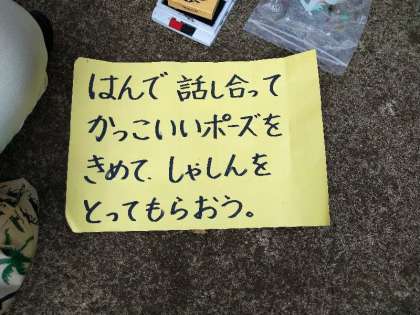 はんで 話し合って
かっこいいポーズを
きめて、しゃしんを
とってもらおう。